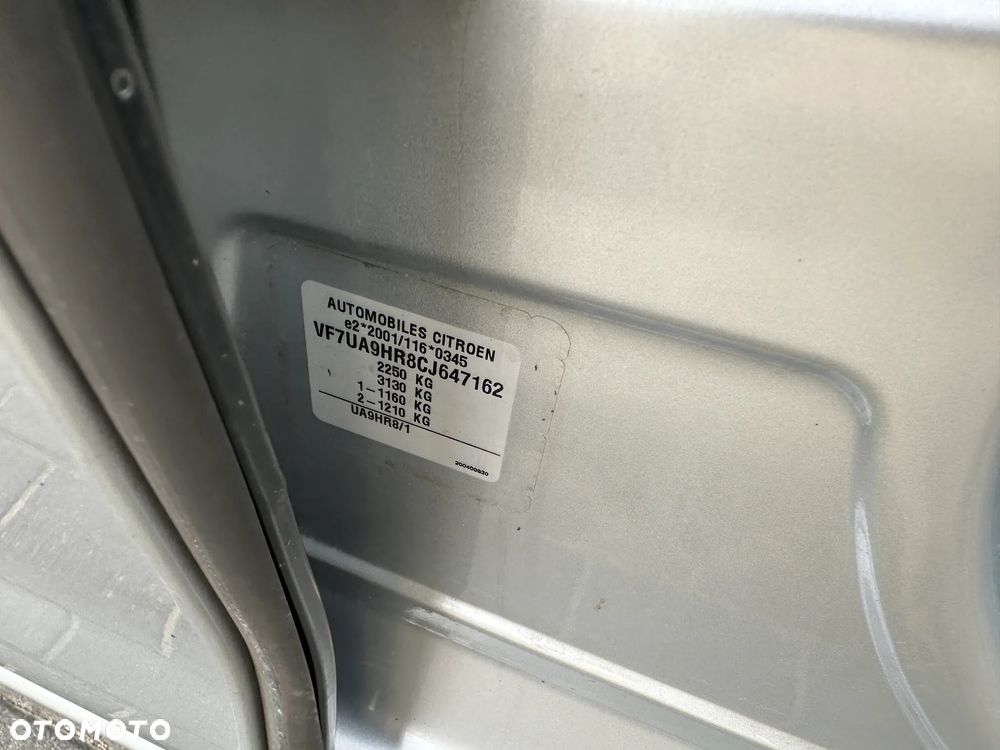 AUTOMOBILES CITROEN
e2*2001/116*0345
VF7UA9HR8CJ647162
2250 KG
3130 KG
1-1160 KG
2-1210 KG
UA9HR8/1
200409830
OTOMOTO